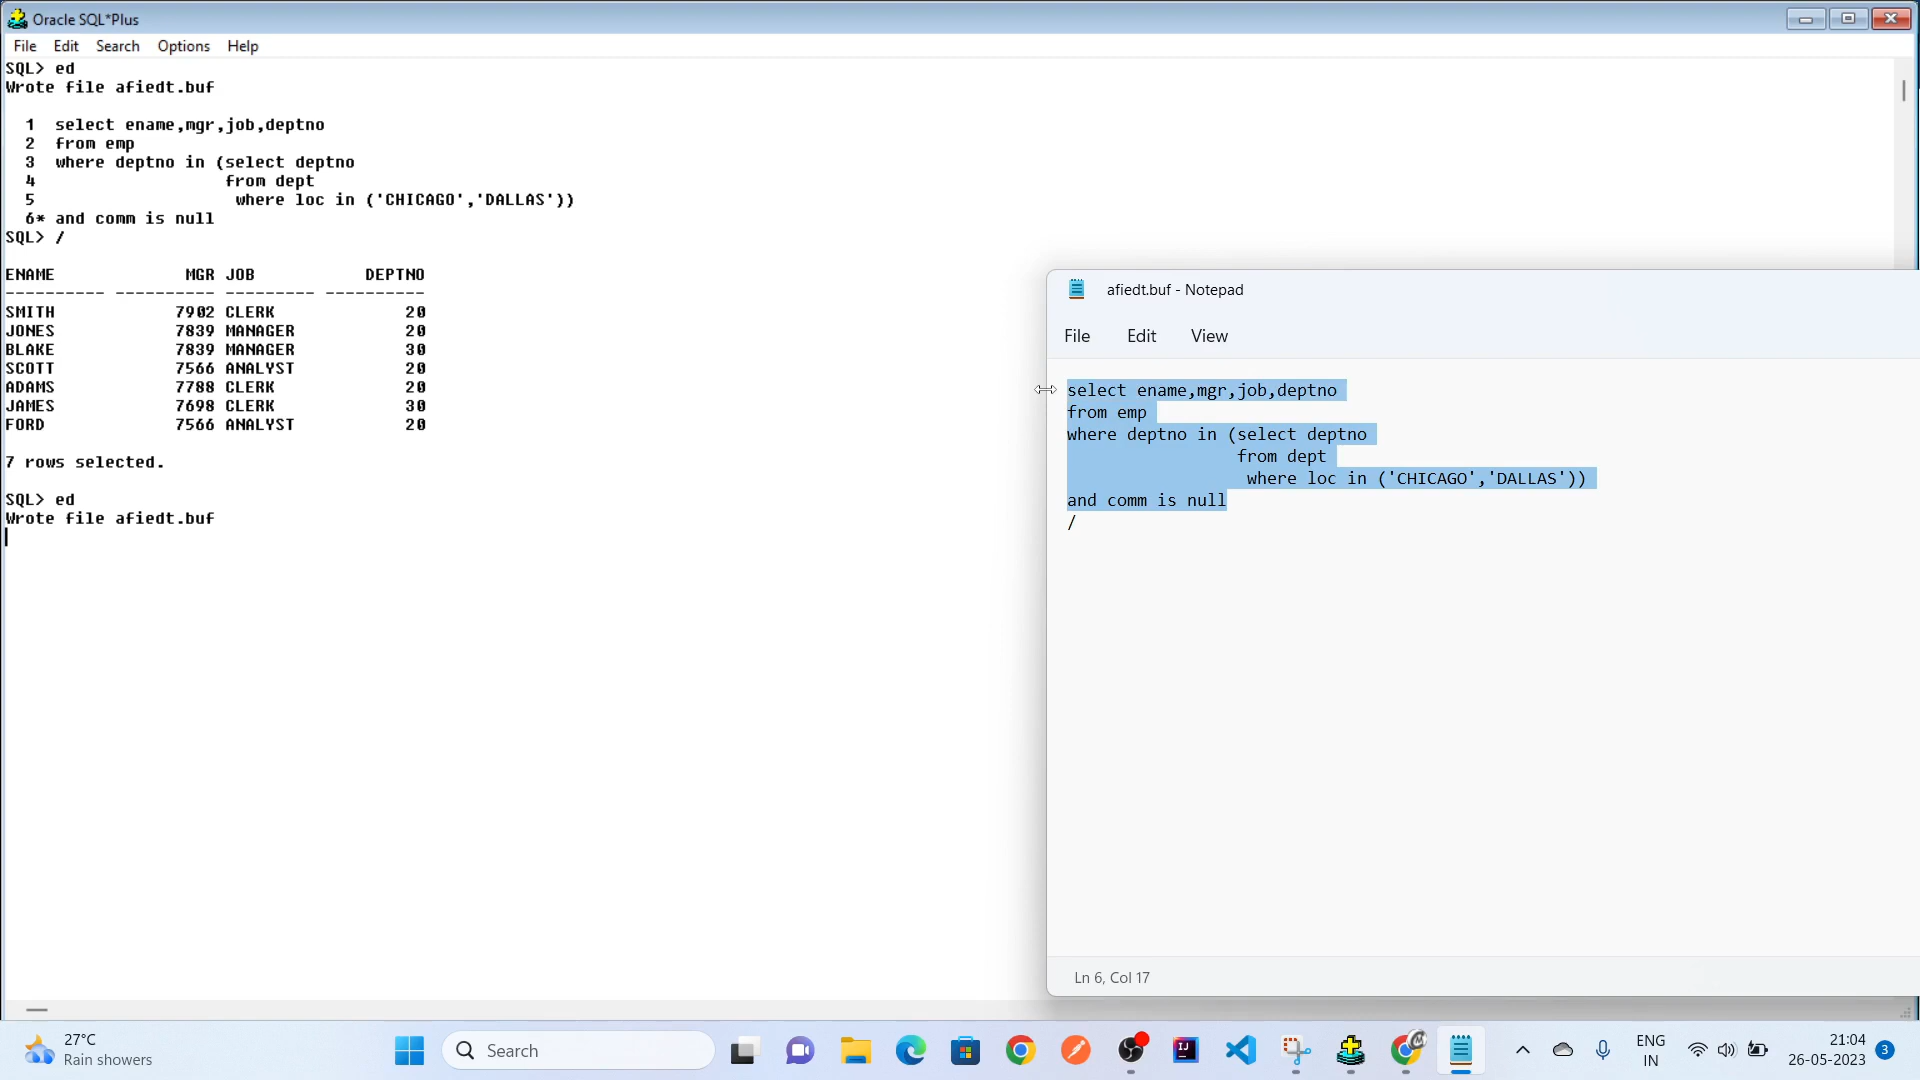 Oracle SQL*Plus
File Edit Search Options Help
SQL> ed
Wrote file afiedt.buf
1 select ename,mgr,job,deptno
2 from emp
3 where deptno in (select deptno
4 from dept
5 where loc in ('CHICAGO','DALLAS'))
6* and comm is null
SQL> /
ENAME MGR JOB DEPTNO
---------- ---------- --------- ----------
SMITH 7902 CLERK 20
JONES 7839 MANAGER 20
BLAKE 7839 MANAGER 30
SCOTT 7566 ANALYST 20
ADAMS 7788 CLERK 20
JAMES 7698 CLERK 30
FORD 7566 ANALYST 20
7 rows selected.
SQL> ed
Wrote file afiedt.buf
afiedt.buf - Notepad
File Edit View
select ename,mgr,job,deptno
from emp
where deptno in (select deptno
from dept
where loc in ('CHICAGO','DALLAS'))
and comm is null
/
Ln 6, Col 17
27°C
Rain showers
Search
ENG
IN
21:04
26-05-2023
3